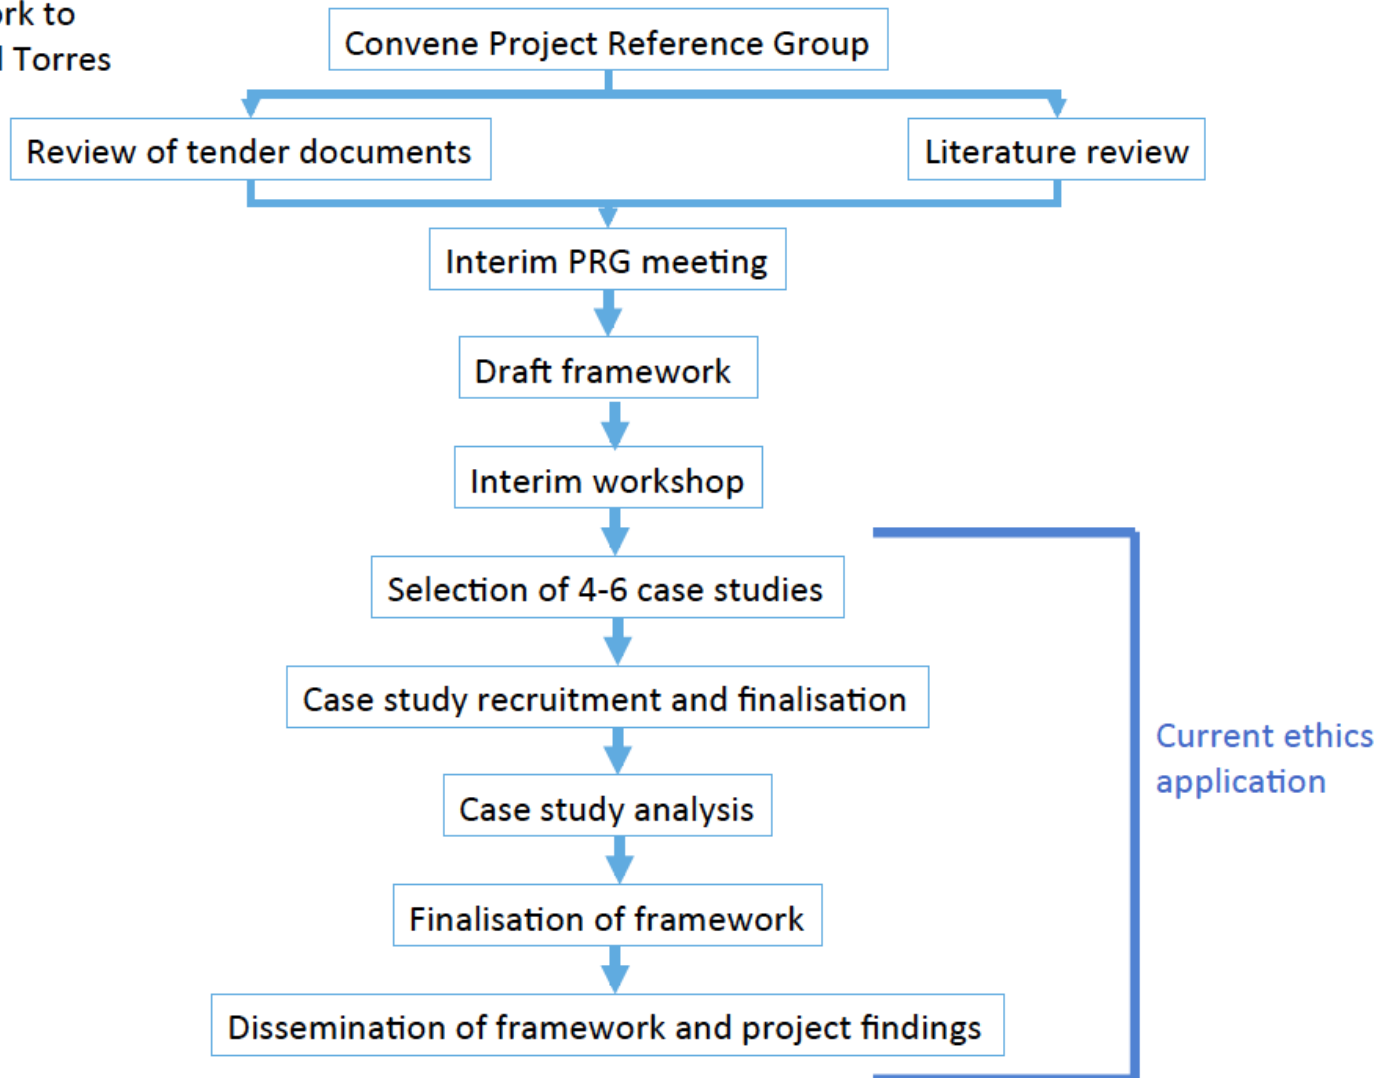 to
Torres
Convene Project Reference Group
Review of tender documents
Literature review
Interim PRG meeting
Draft framework
Interim workshop
Selection of 4-6 case studies
Case study recruitment and finalisation
Case study analysis
Finalisation of framework
Dissemination of framework and project findings
Current ethics
application